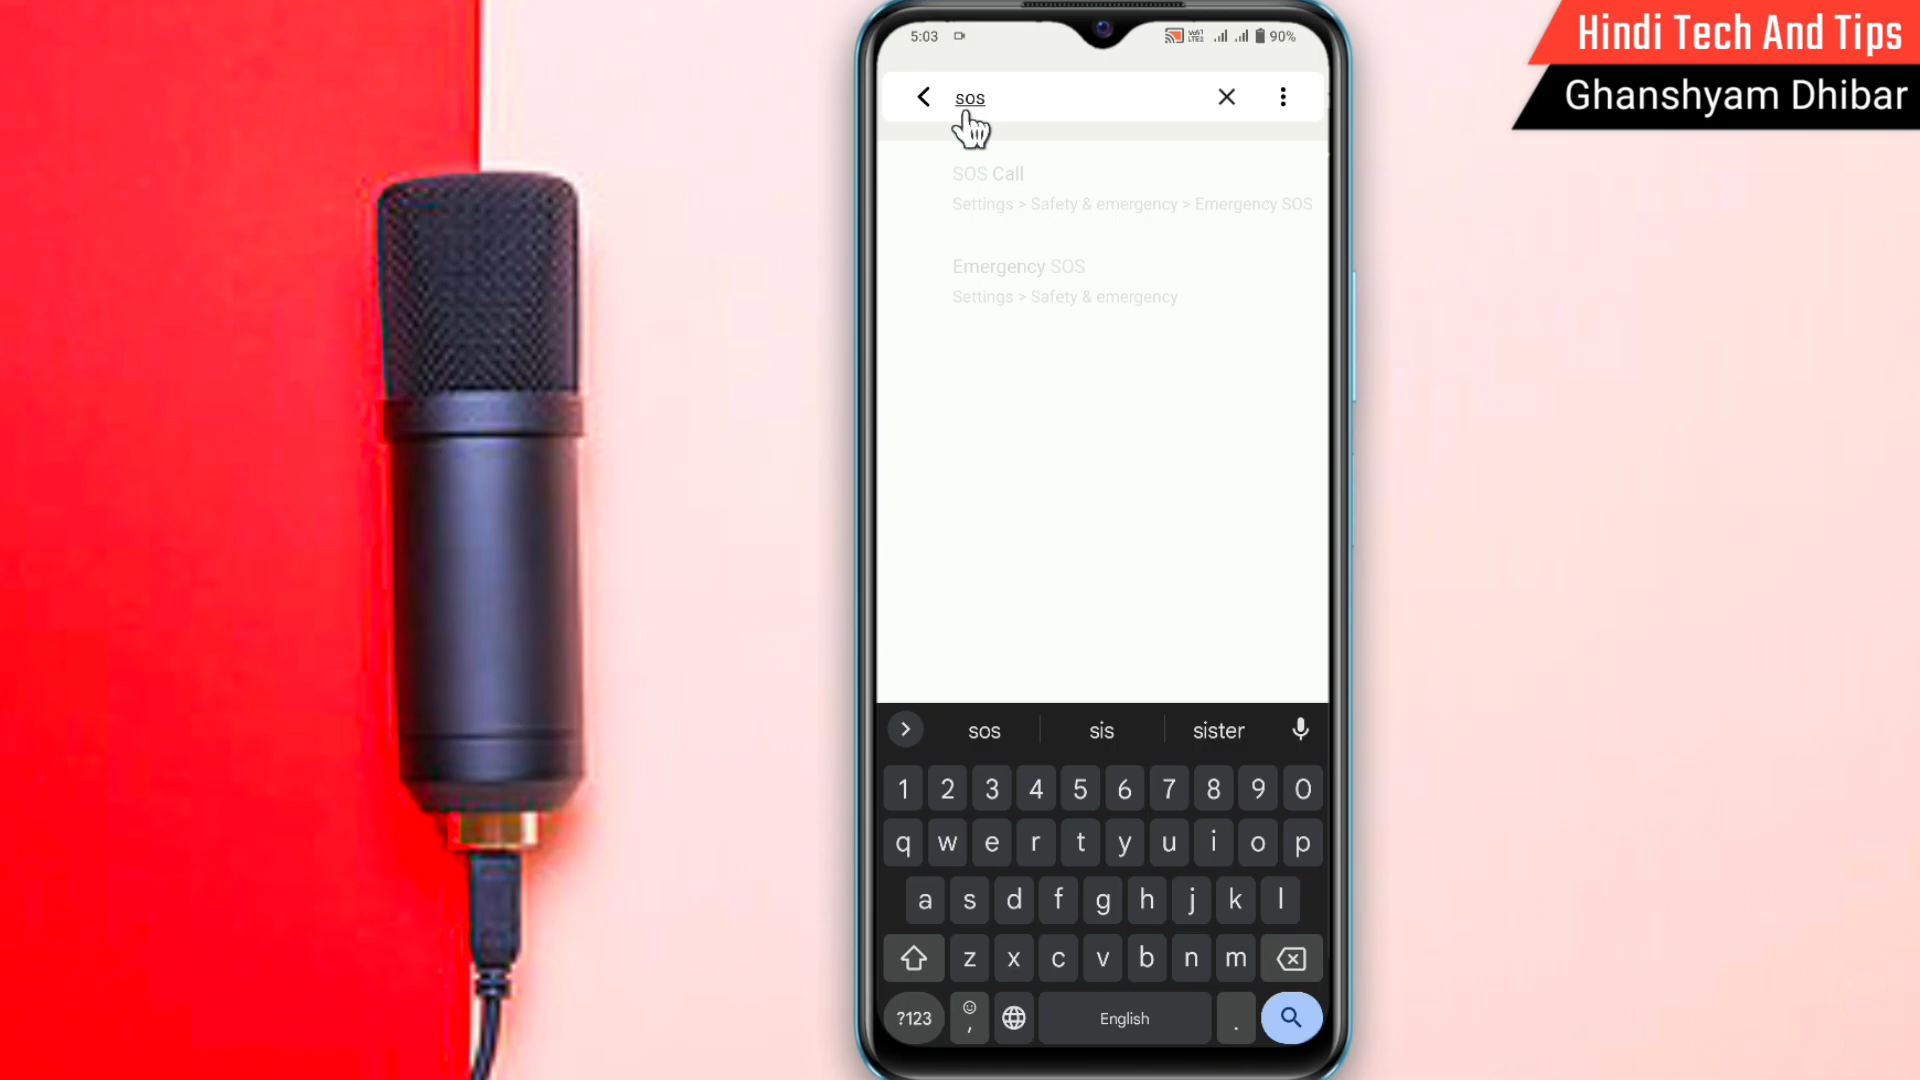 Hindi Tech And Tips
Ghanshyam Dhibar
5:03
90%
sos
SOS Call
Settings > Safety & emergency > Emergency SOS
Emergency SOS
Settings > Safety & emergency
sos sis sister
1 2 3 4 5 6 7 8 9 0
q w e r t y u i o p
a s d f g h j k l
z x c v b n m
?123 , English .